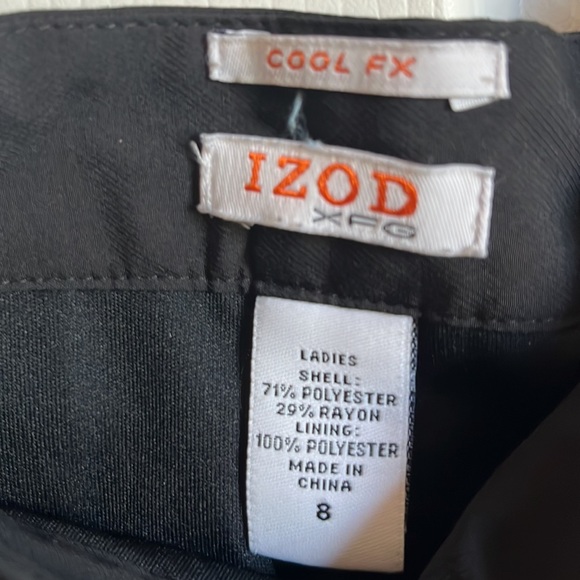 COOL FX
IZOD
XFG
LADIES
SHELL:
71% POLYESTER
29% RAYON
LINING:
100% POLYESTER
MADE IN
CHINA
8